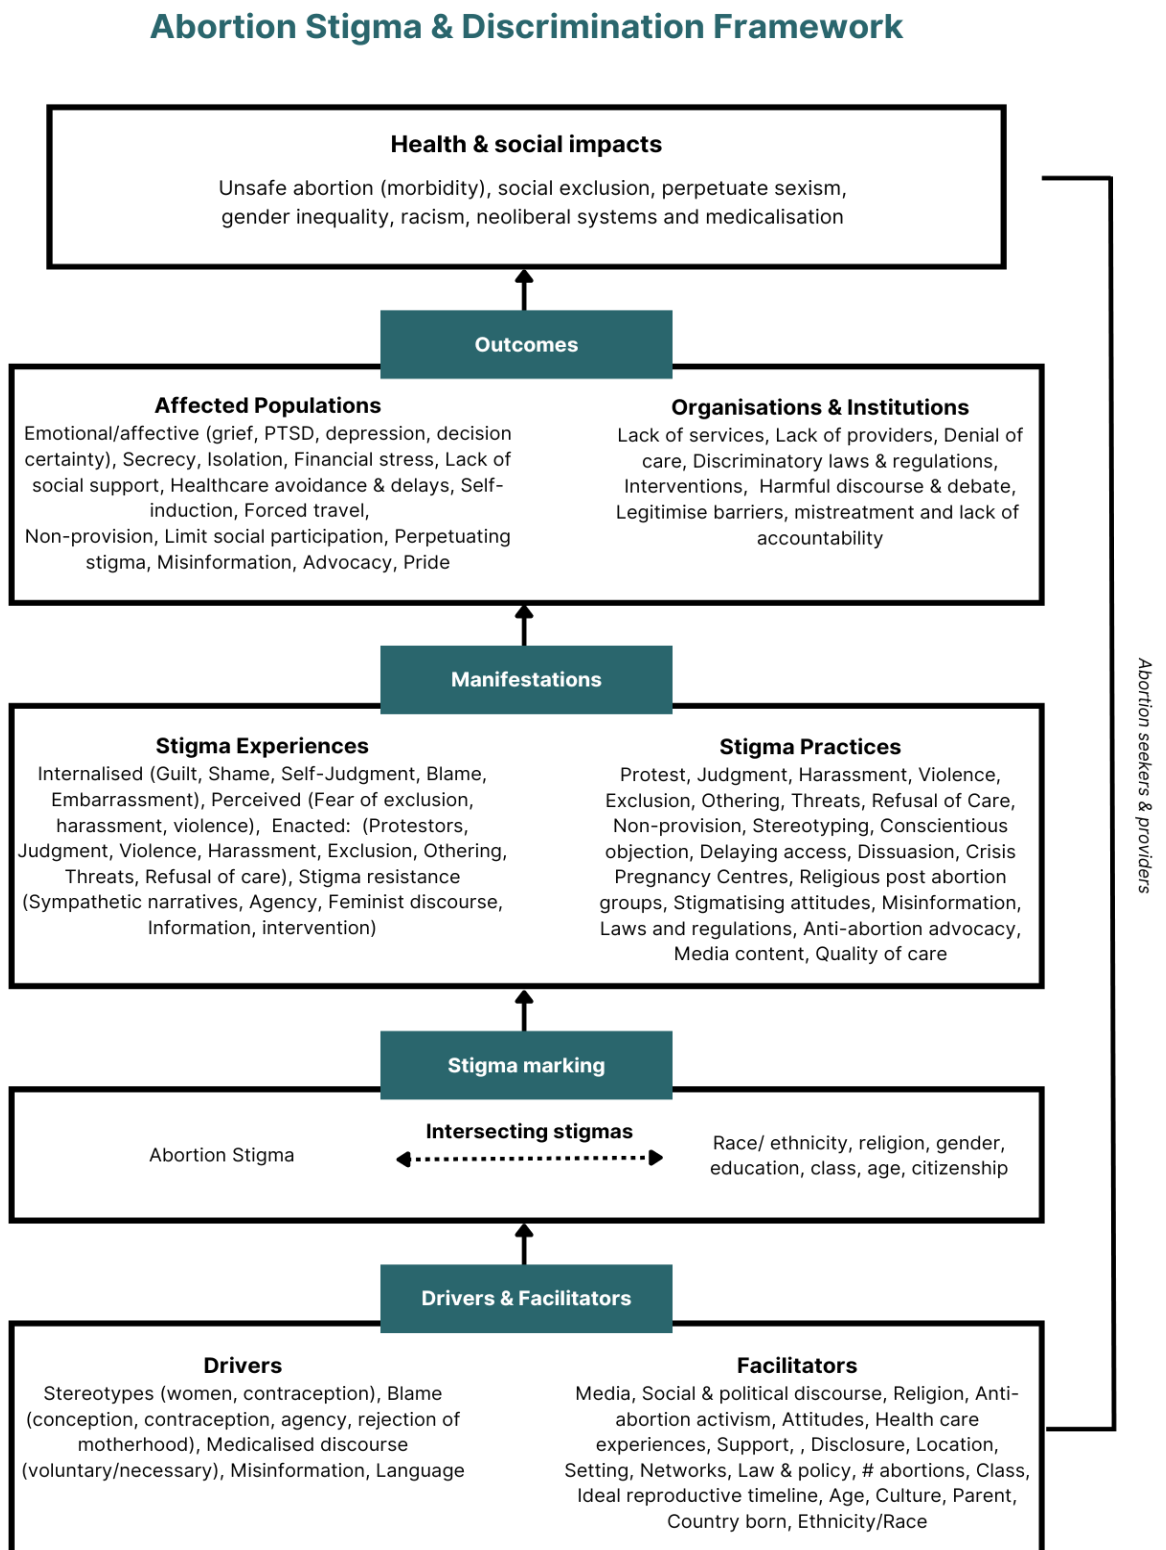 Abortion Stigma & Discrimination Framework
Health & social impacts
Unsafe abortion (morbidity), social exclusion, perpetuate sexism,
gender inequality, racism, neoliberal systems and medicalisation
Outcomes
Affected Populations
Emotional/affective (grief, PTSD, depression, decision
certainty), Secrecy, Isolation, Financial stress, Lack of
social support, Healthcare avoidance & delays, Self-
induction, Forced travel,
Non-provision, Limit social participation, Perpetuating
stigma, Misinformation, Advocacy, Pride
Organisations & Institutions
Lack of services, Lack of providers, Denial of
care, Discriminatory laws & regulations,
Interventions,  Harmful discourse & debate,
Legitimise barriers, mistreatment and lack of
accountability
Manifestations
Stigma Experiences
Internalised (Guilt, Shame, Self-Judgment, Blame,
Embarrassment), Perceived (Fear of exclusion,
harassment, violence),  Enacted:  (Protestors,
Judgment, Violence, Harassment, Exclusion, Othering,
Threats, Refusal of care), Stigma resistance
(Sympathetic narratives, Agency, Feminist discourse,
Information, intervention)
Stigma Practices
Protest, Judgment, Harassment, Violence,
Exclusion, Othering, Threats, Refusal of Care,
Non-provision, Stereotyping, Conscientious
objection, Delaying access, Dissuasion, Crisis
Pregnancy Centres, Religious post abortion
groups, Stigmatising attitudes, Misinformation,
Laws and regulations, Anti-abortion advocacy,
Media content, Quality of care
Stigma marking
Abortion Stigma
Intersecting stigmas
Race/ ethnicity, religion, gender,
education, class, age, citizenship
Drivers & Facilitators
Drivers
Stereotypes (women, contraception), Blame
(conception, contraception, agency, rejection of
motherhood), Medicalised discourse
(voluntary/necessary), Misinformation, Language
Facilitators
Media, Social & political discourse, Religion, Anti-
abortion activism, Attitudes, Health care
experiences, Support, , Disclosure, Location,
Setting, Networks, Law & policy, # abortions, Class,
Ideal reproductive timeline, Age, Culture, Parent,
Country born, Ethnicity/Race
Abortion seekers & providers